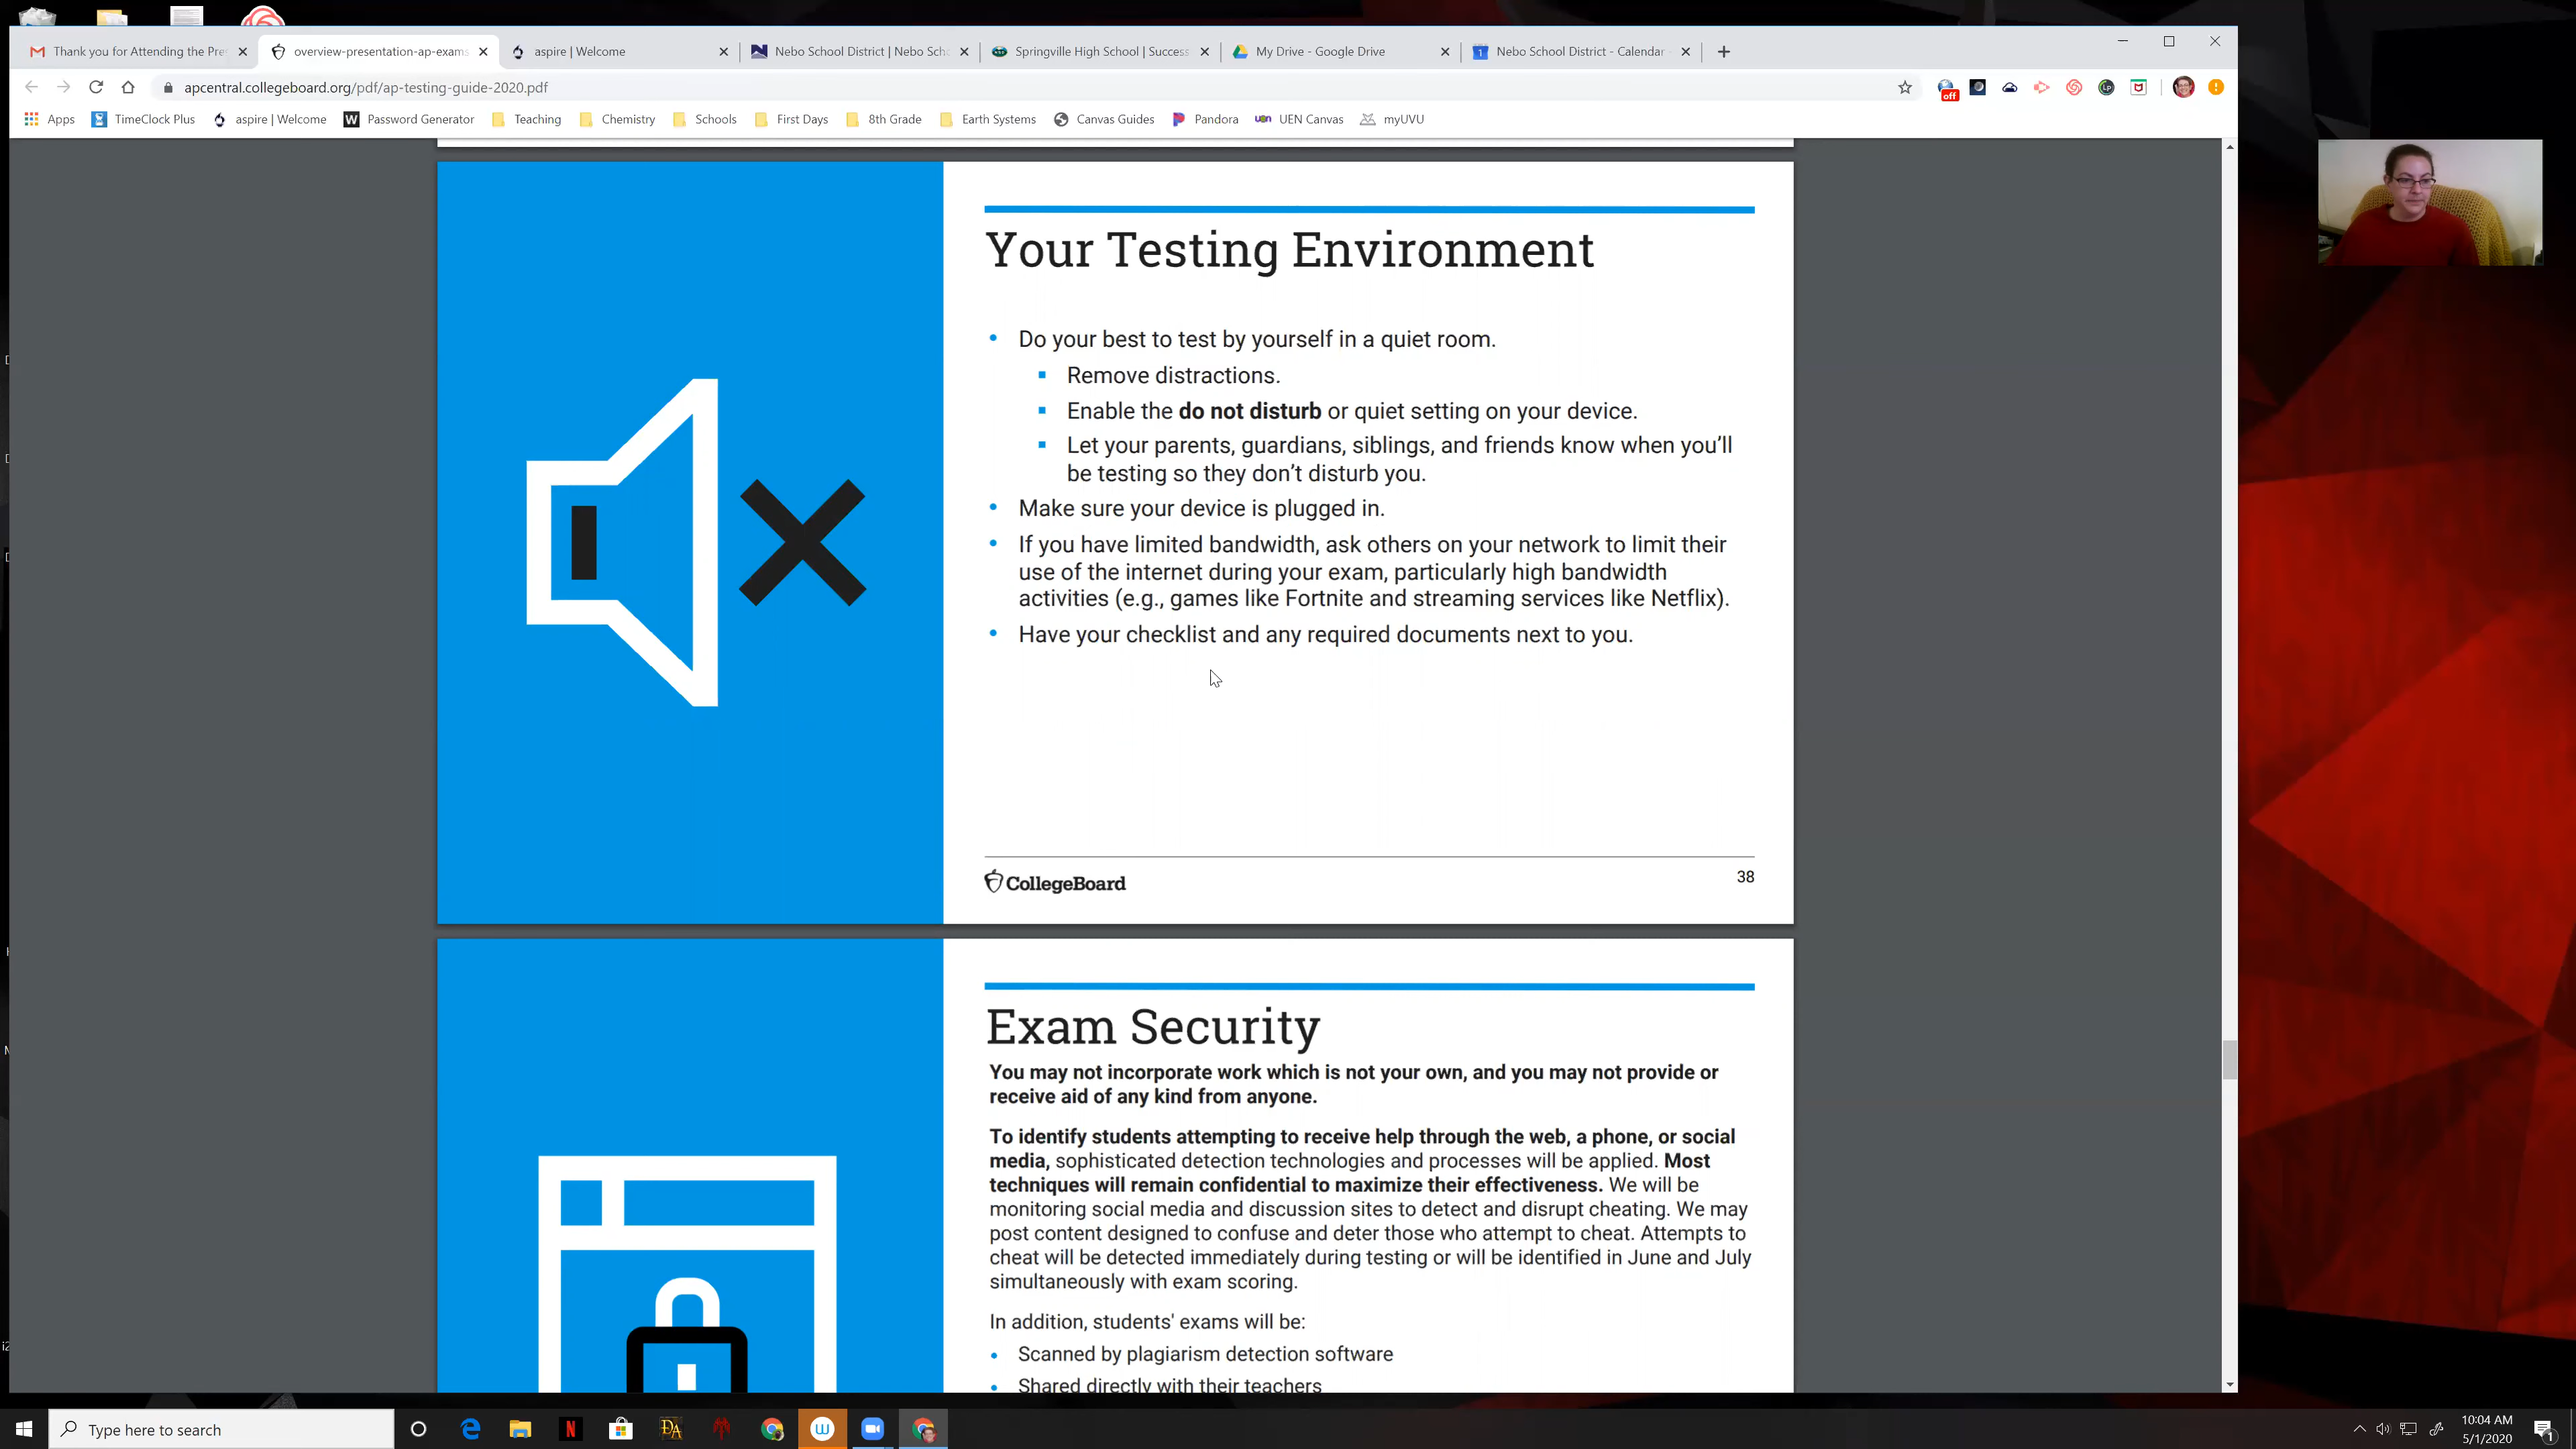 Thank you for Attending the Pre
overview-presentation-ap-exams
aspire | Welcome
Nebo School District | Nebo Scho
Springville High School | Success
My Drive - Google Drive
Nebo School District - Calendar -
apcentral.collegeboard.org/pdf/ap-testing-guide-2020.pdf
off
Apps
TimeClock Plus
aspire | Welcome
W
Password Generator
Teaching
Chemistry
Schools
First Days
8th Grade
Earth Systems
Canvas Guides
Pandora
UEN Canvas
myUVU
Your Testing Environment
• Do your best to test by yourself in a quiet room.
▪ Remove distractions.
▪ Enable the do not disturb or quiet setting on your device.
▪ Let your parents, guardians, siblings, and friends know when you’ll
be testing so they don’t disturb you.
• Make sure your device is plugged in.
• If you have limited bandwidth, ask others on your network to limit their
use of the internet during your exam, particularly high bandwidth
activities (e.g., games like Fortnite and streaming services like Netflix).
• Have your checklist and any required documents next to you.
CollegeBoard
38
Exam Security
You may not incorporate work which is not your own, and you may not provide or
receive aid of any kind from anyone.
To identify students attempting to receive help through the web, a phone, or social
media, sophisticated detection technologies and processes will be applied. Most
techniques will remain confidential to maximize their effectiveness. We will be
monitoring social media and discussion sites to detect and disrupt cheating. We may
post content designed to confuse and deter those who attempt to cheat. Attempts to
cheat will be detected immediately during testing or will be identified in June and July
simultaneously with exam scoring.
In addition, students' exams will be:
• Scanned by plagiarism detection software
• Shared directly with their teachers
Type here to search
10:04 AM
5/1/2020